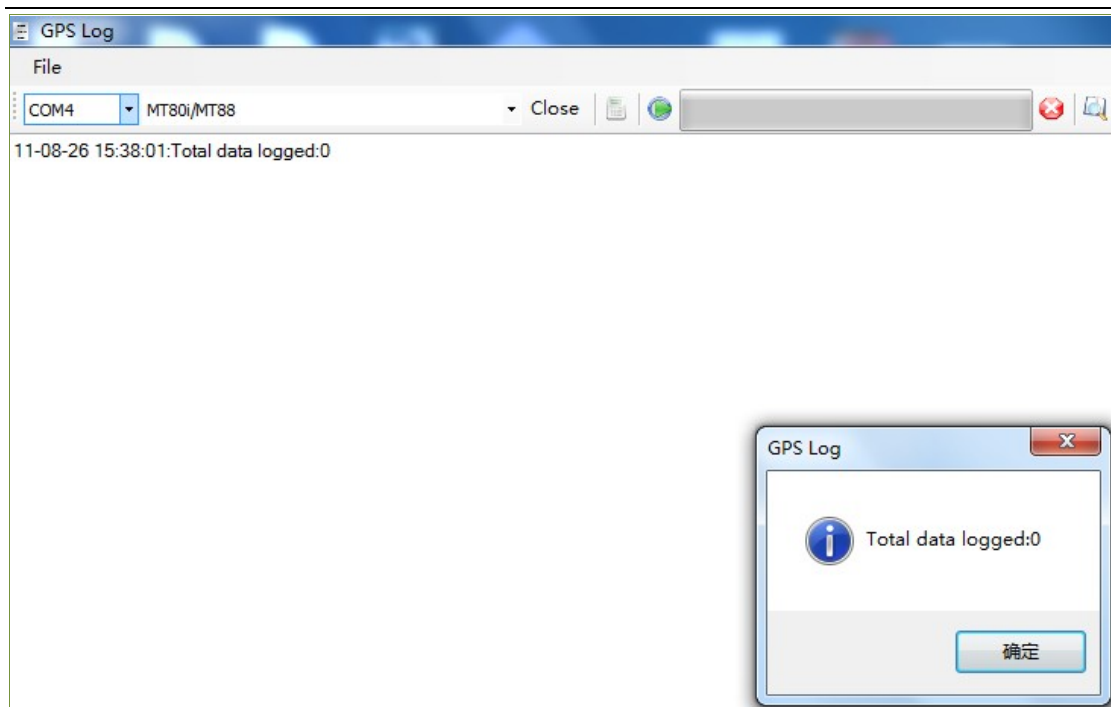 GPS Log
File
COM4 MT80i/MT88 Close
11-08-26 15:38:01:Total data logged:0
GPS Log
Total data logged:0
确定